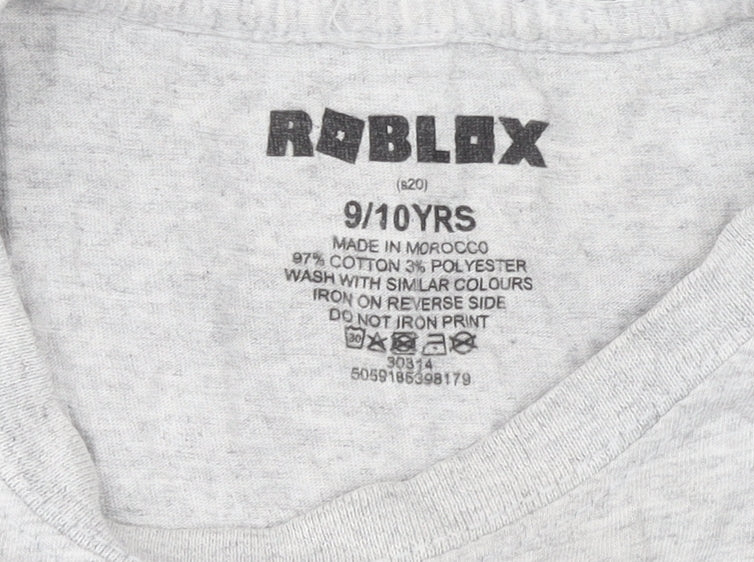 ROBLOX
(s20)
9/10YRS
MADE IN MOROCCO
97% COTTON 3% POLYESTER
WASH WITH SIMILAR COLOURS
IRON ON REVERSE SIDE
DO NOT IRON PRINT
30
30314
5059185398179